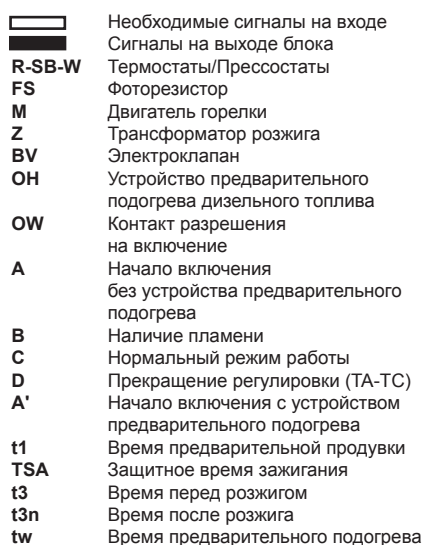 Необходимые сигналы на входе
Сигналы на выходе блока
R-SB-W Термостаты/Прессостаты
FS Фоторезистор
M Двигатель горелки
Z Трансформатор розжига
BV Электроклапан
OH Устройство предварительного
подогрева дизельного топлива
OW Контакт разрешения
на включение
A Начало включения
без устройства предварительного
подогрева
B Наличие пламени
C Нормальный режим работы
D Прекращение регулировки (TA-TC)
A' Начало включения с устройством
предварительного подогрева
t1 Время предварительной продувки
TSA Защитное время зажигания
t3 Время перед розжигом
t3n Время после розжига
tw Время предварительного подогрева